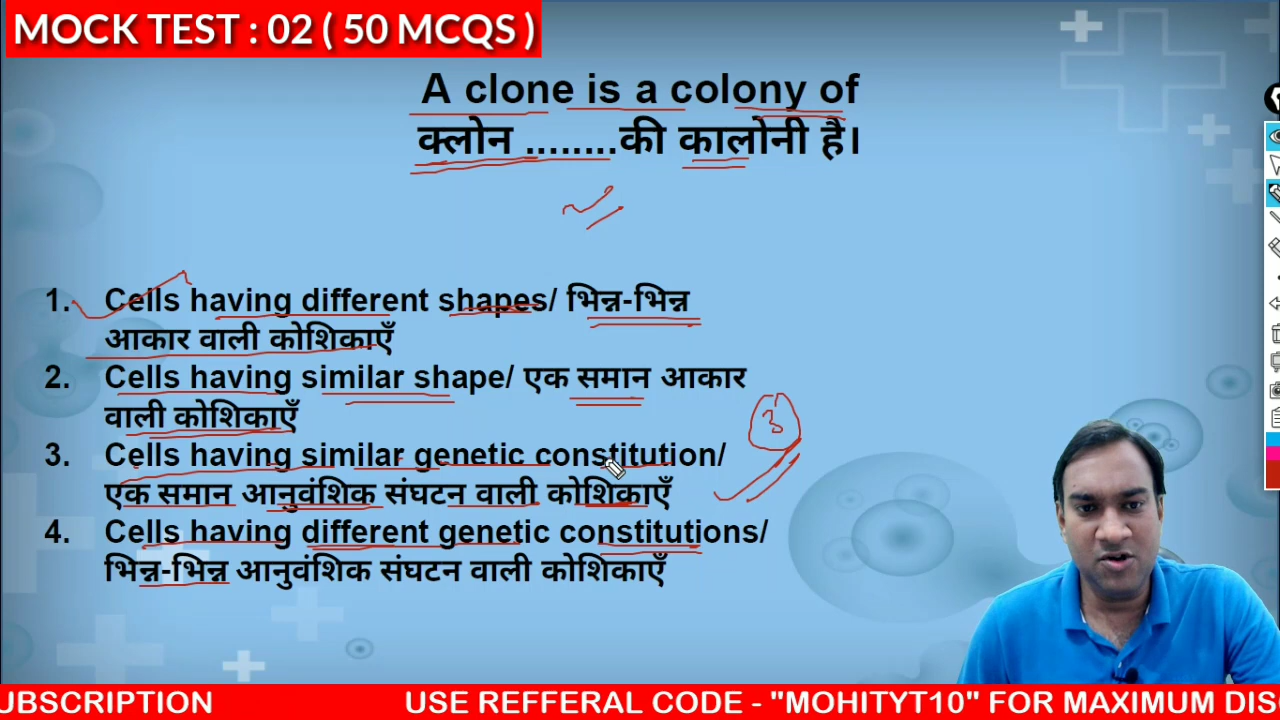 MOCK TEST : 02 ( 50 MCQS )
A clone is a colony of
क्लोन ........की कालोनी है।
1. Cells having different shapes/ भिन्न-भिन्न
आकार वाली कोशिकाएँ
2. Cells having similar shape/ एक समान आकार
वाली कोशिकाएँ
3
3. Cells having similar genetic constitution/
एक समान आनुवंशिक संघटन वाली कोशिकाएँ
4. Cells having different genetic constitutions/
भिन्न-भिन्न आनुवंशिक संघटन वाली कोशिकाएँ
UBSCRIPTION USE REFFERAL CODE - "MOHITYT10" FOR MAXIMUM DIS